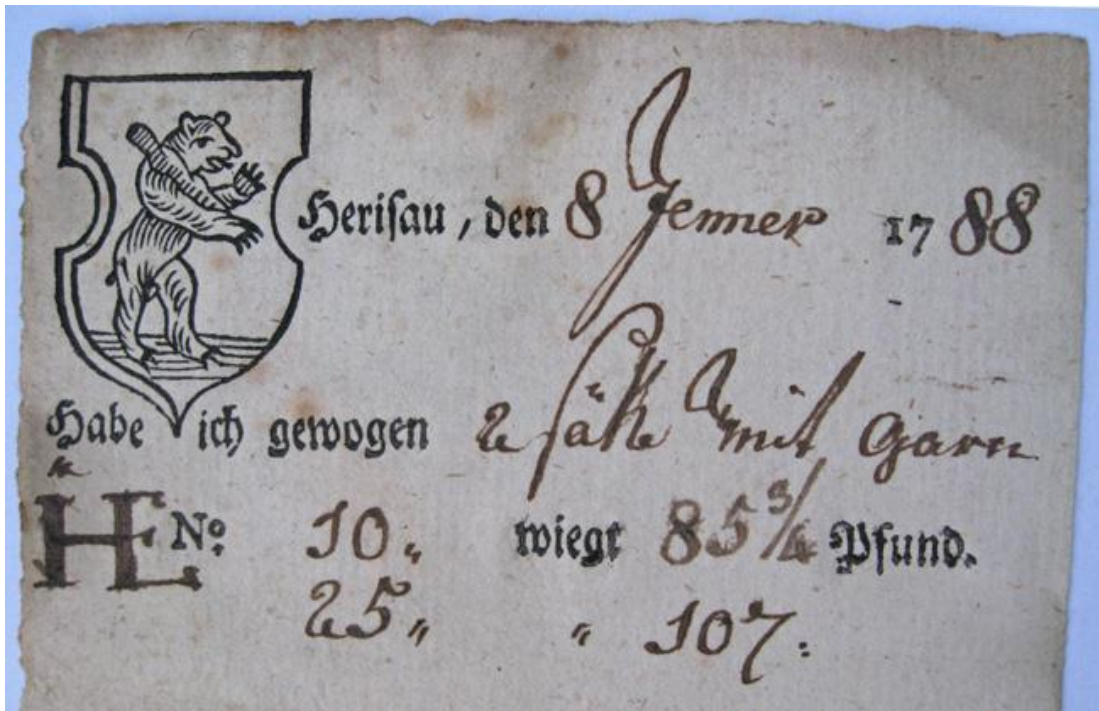 Herisau, den 8 Jenner 1788
Habe ich gewogen 2 säke mit Garn
HE No: 10„ wiegt 85 3/4 Pfund.
25„ „ 107: